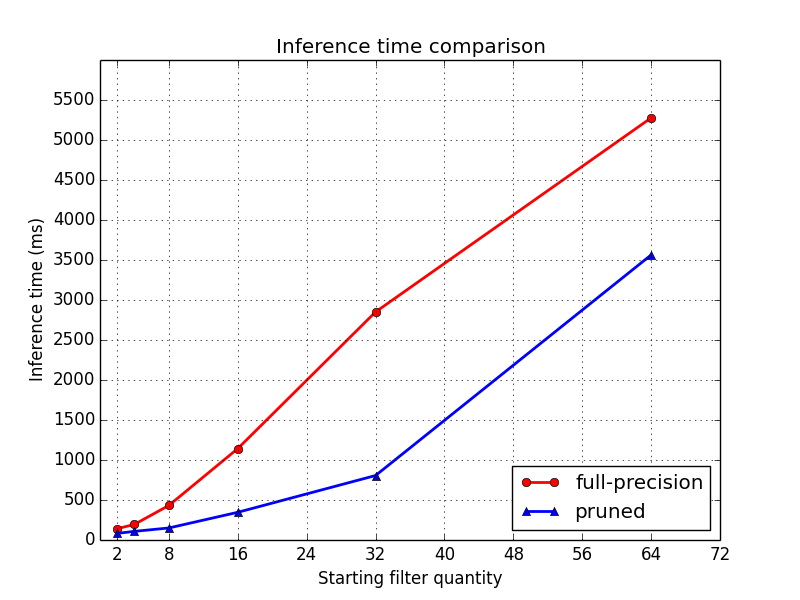 Inference time comparison
Inference time (ms)
5500
5000
4500
4000
3500
3000
2500
2000
1500
1000
500
0
2 8 16 24 32 40 48 56 64 72
Starting filter quantity
full-precision
pruned